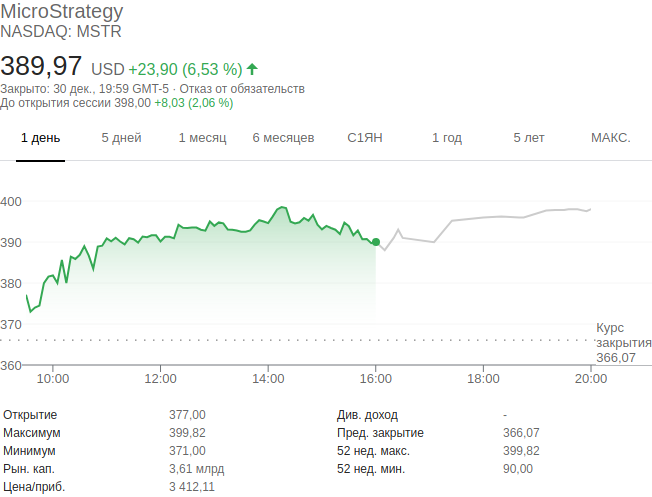 MicroStrategy
NASDAQ: MSTR
389,97 USD +23,90 (6,53 %)
Закрыто: 30 дек., 19:59 GMT-5 · Отказ от обязательств
До открытия сессии 398,00 +8,03 (2,06 %)
1 день 5 дней 1 месяц 6 месяцев С1ЯН 1 год 5 лет МАКС.
400
390
380
370
Курс
закрытия
366,07
360
10:00 12:00 14:00 16:00 18:00 20:00
Открытие 377,00 Див. доход -
Максимум 399,82 Пред. закрытие 366,07
Минимум 371,00 52 нед. макс. 399,82
Рын. кап. 3,61 млрд 52 нед. мин. 90,00
Цена/приб. 3 412,11